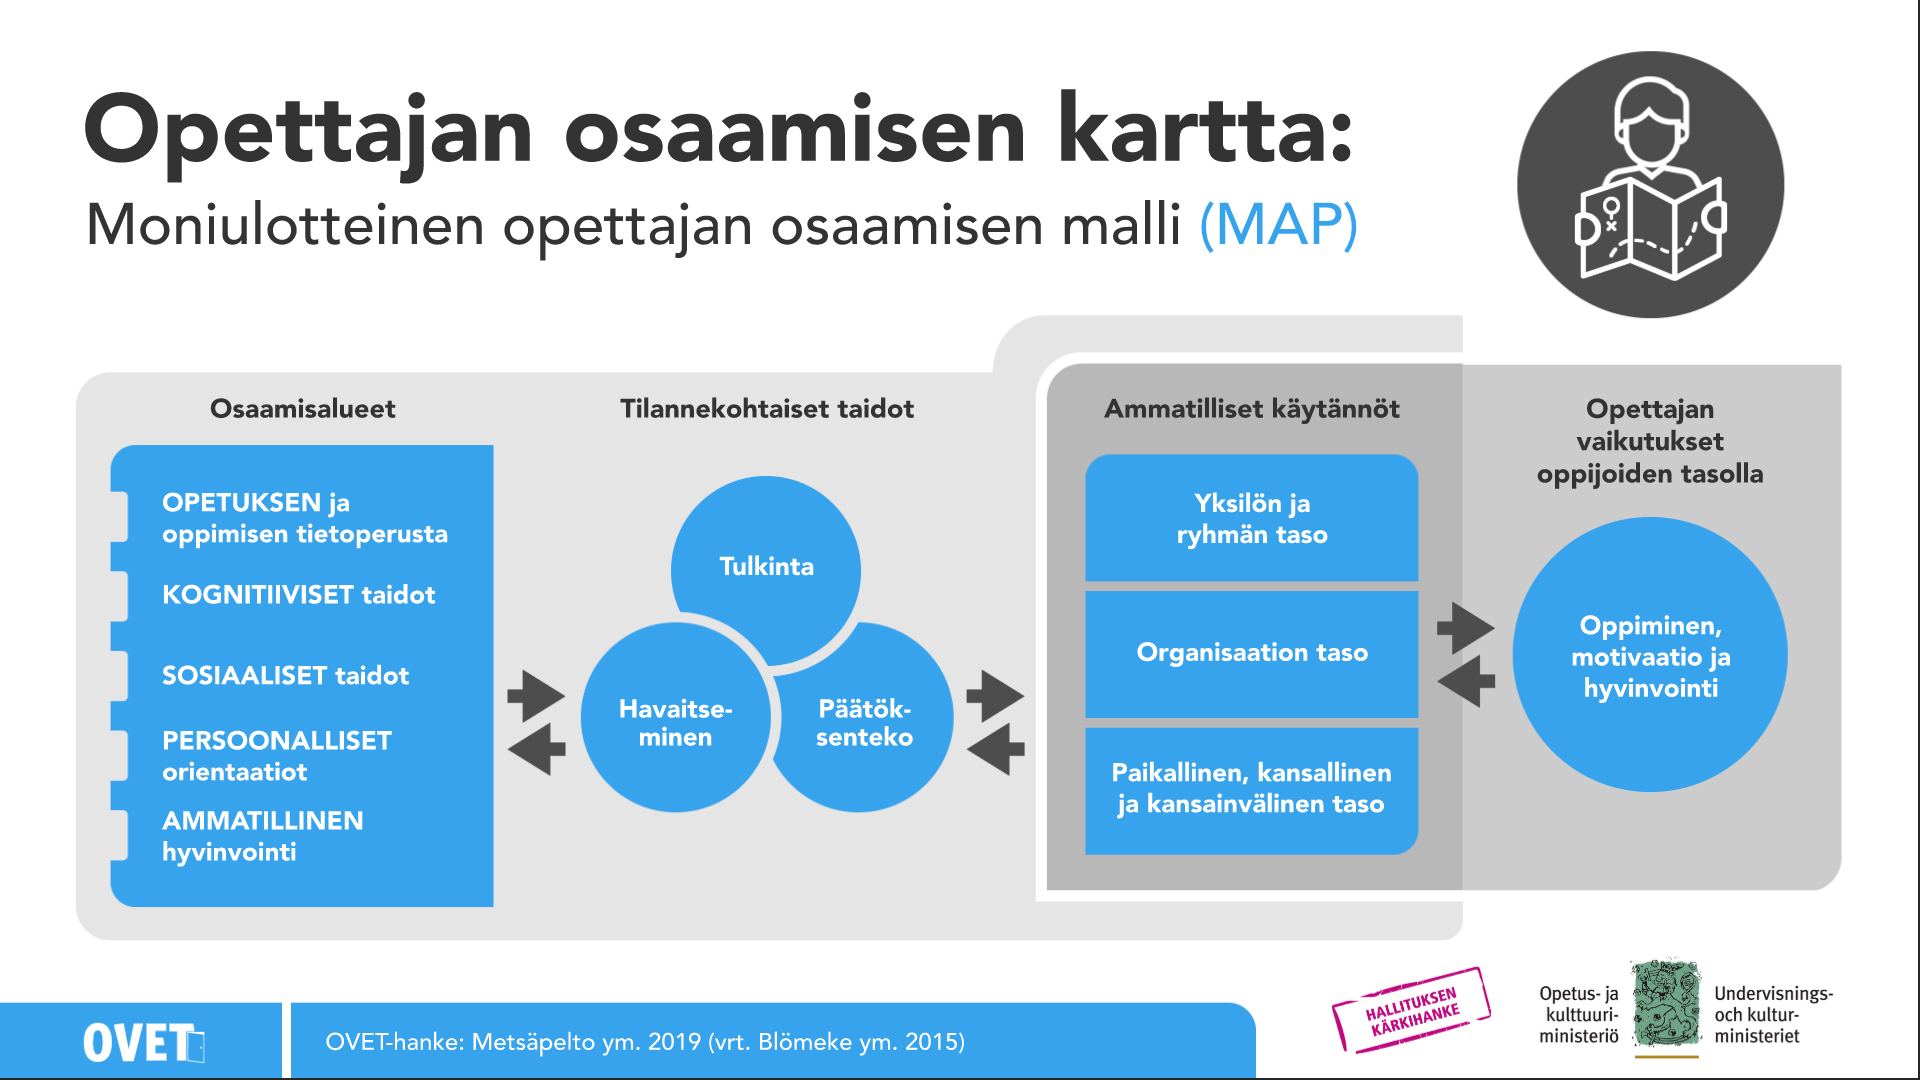 Opettajan osaamisen kartta:
Moniulotteinen opettajan osaamisen malli (MAP)
Osaamisalueet
OPETUKSEN ja
oppimisen tietoperusta
KOGNITIIVISET taidot
SOSIAALISET taidot
PERSOONALLISET
orientaatiot
AMMATILLINEN
hyvinvointi
Tilannekohtaiset taidot
Tulkinta
Havaitse-
minen
Päätök-
senteko
Ammatilliset käytännöt
Yksilön ja
ryhmän taso
Organisaation taso
Paikallinen, kansallinen
ja kansainvälinen taso
Opettajan
vaikutukset
oppijoiden tasolla
Oppiminen,
motivaatio ja
hyvinvointi
OVET
OVET-hanke: Metsäpelto ym. 2019 (vrt. Blömeke ym. 2015)
HALLITUKSEN
KÄRKIHANKE
Opetus- ja
kulttuuri-
ministeriö
Undervisnings-
och kultur-
ministeriet